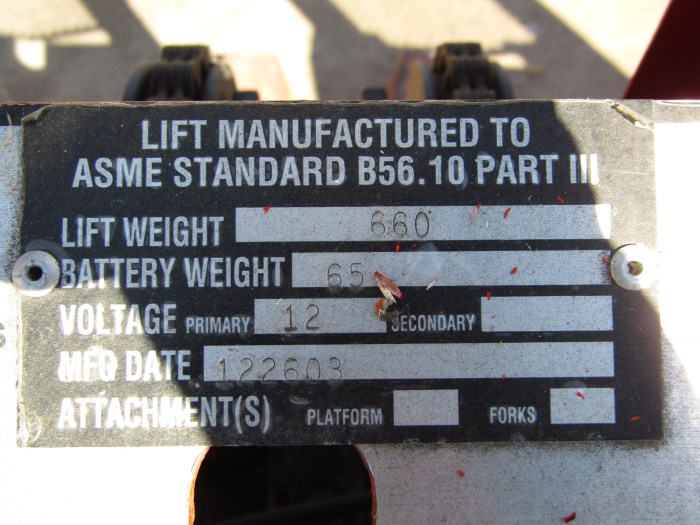 LIFT MANUFACTURED TO
ASME STANDARD B56.10 PART III
LIFT WEIGHT 660
BATTERY WEIGHT 65
VOLTAGE PRIMARY 12 SECONDARY
MFG DATE 122603
ATTACHMENT(S) PLATFORM FORKS